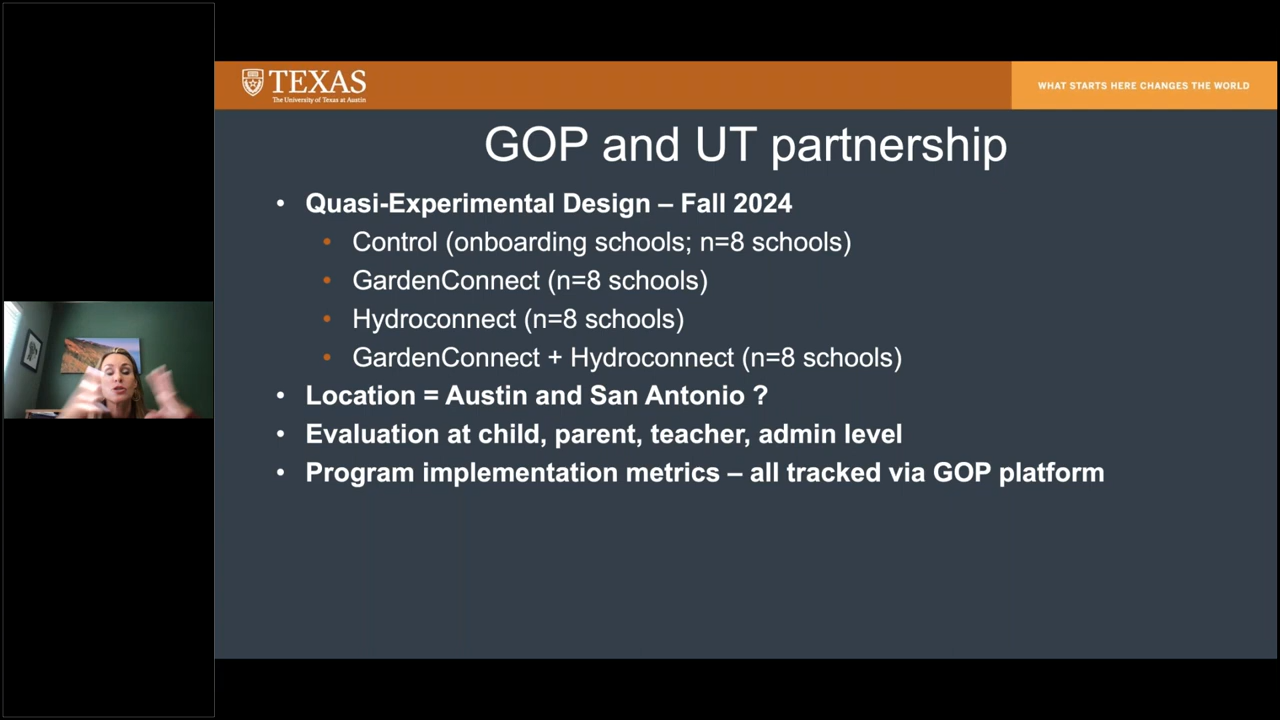 TEXAS
The University of Texas at Austin
WHAT STARTS HERE CHANGES THE WORLD
GOP and UT partnership
• Quasi-Experimental Design – Fall 2024
• Control (onboarding schools; n=8 schools)
• GardenConnect (n=8 schools)
• Hydroconnect (n=8 schools)
• GardenConnect + Hydroconnect (n=8 schools)
• Location = Austin and San Antonio ?
• Evaluation at child, parent, teacher, admin level
• Program implementation metrics – all tracked via GOP platform